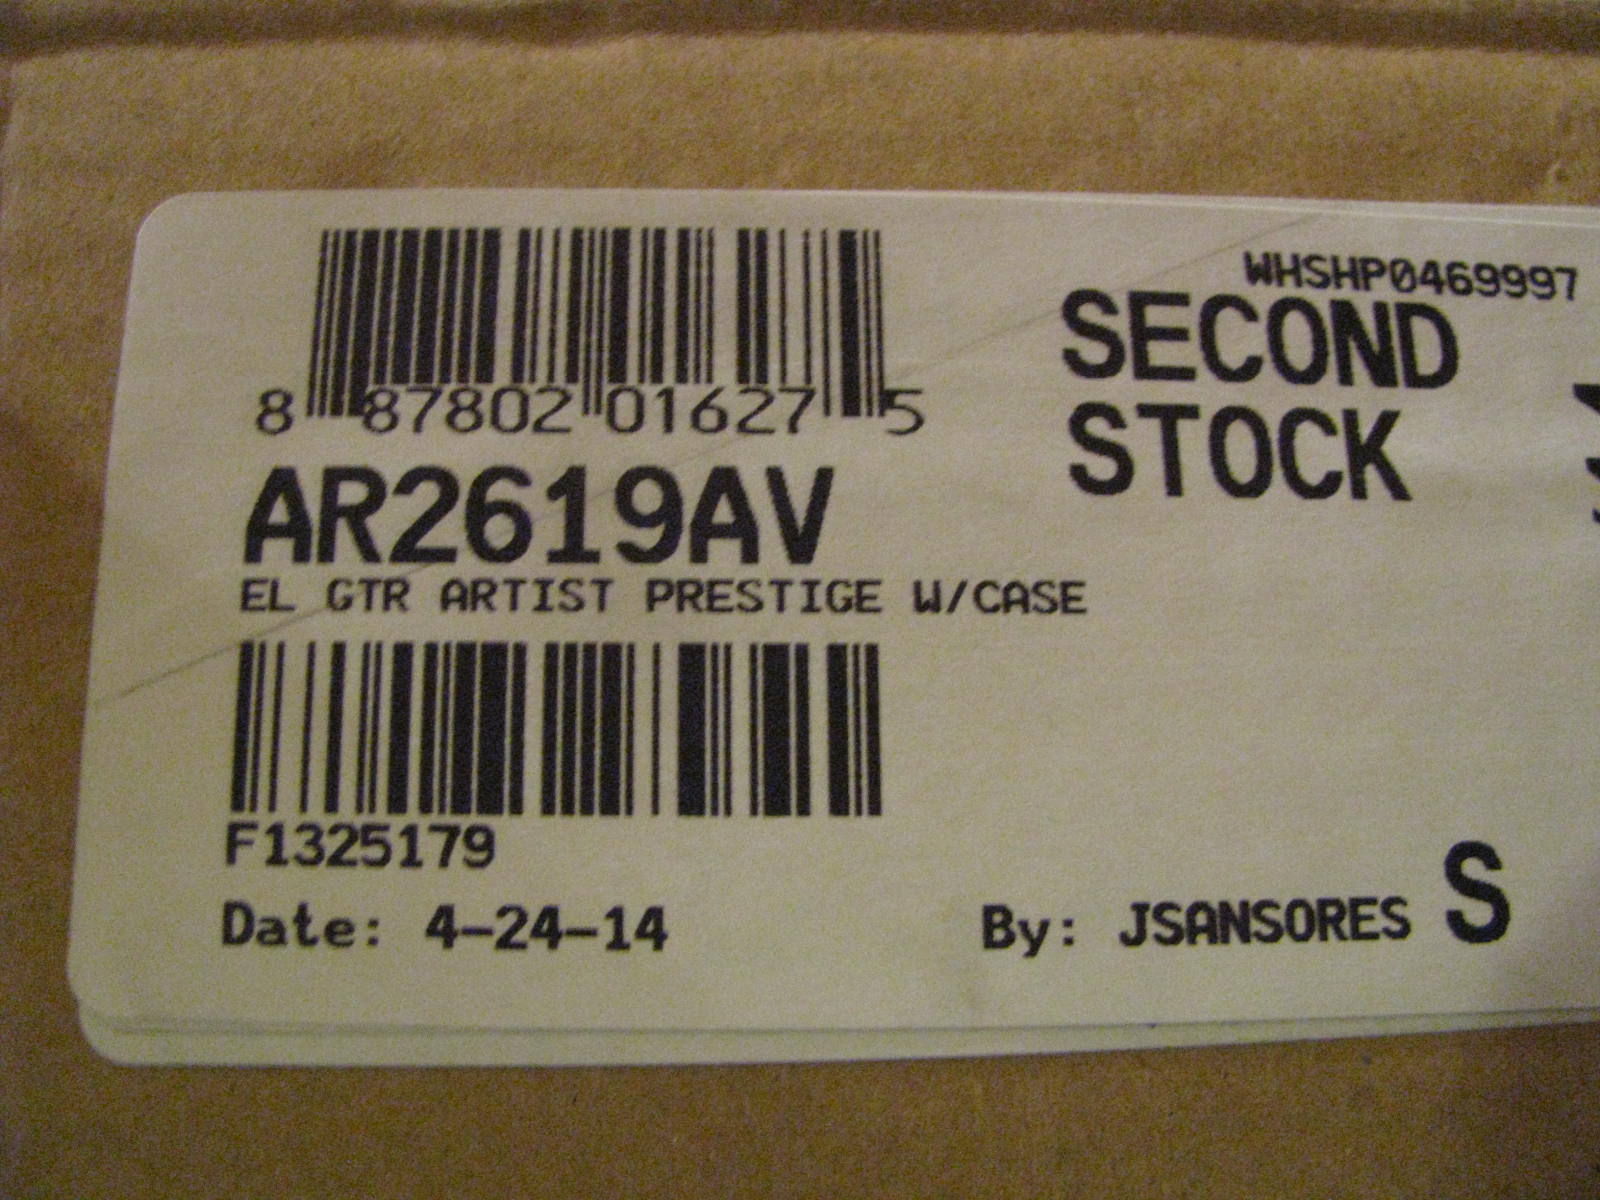 8 87802 01627 5
AR2619AV
EL GTR ARTIST PRESTIGE W/CASE
F1325179
Date: 4-24-14
WHSHP0469997
SECOND
STOCK
By: JSANSORES S